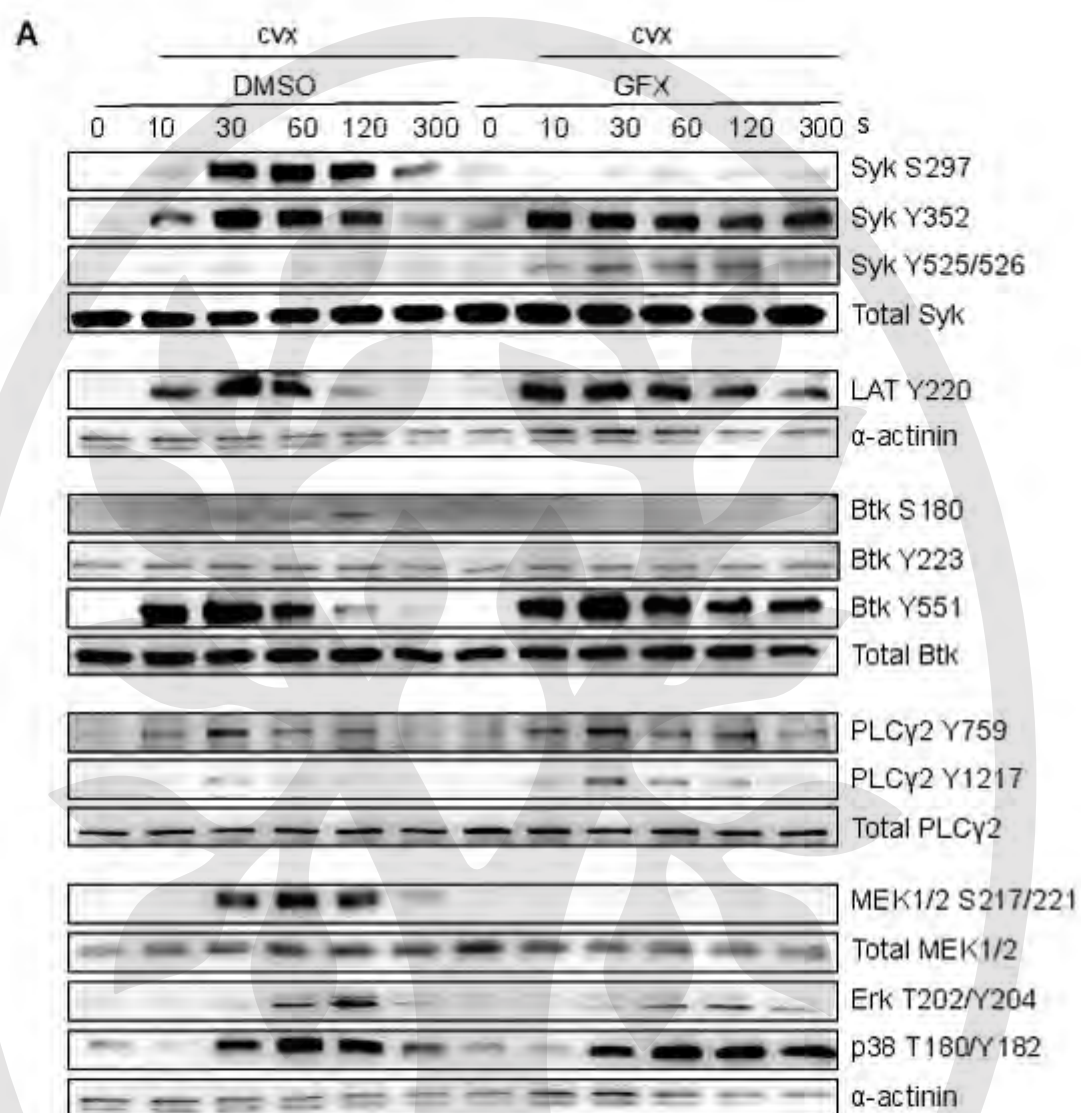 A
cvx cvx
DMSO GFX
0 10 30 60 120 300 0 10 30 60 120 300 s
Syk S297
Syk Y352
Syk Y525/526
Total Syk
LAT Y220
α-actinin
Btk S180
Btk Y223
Btk Y551
Total Btk
PLCγ2 Y759
PLCγ2 Y1217
Total PLCγ2
MEK1/2 S217/221
Total MEK1/2
Erk T202/Y204
p38 T180/Y182
α-actinin